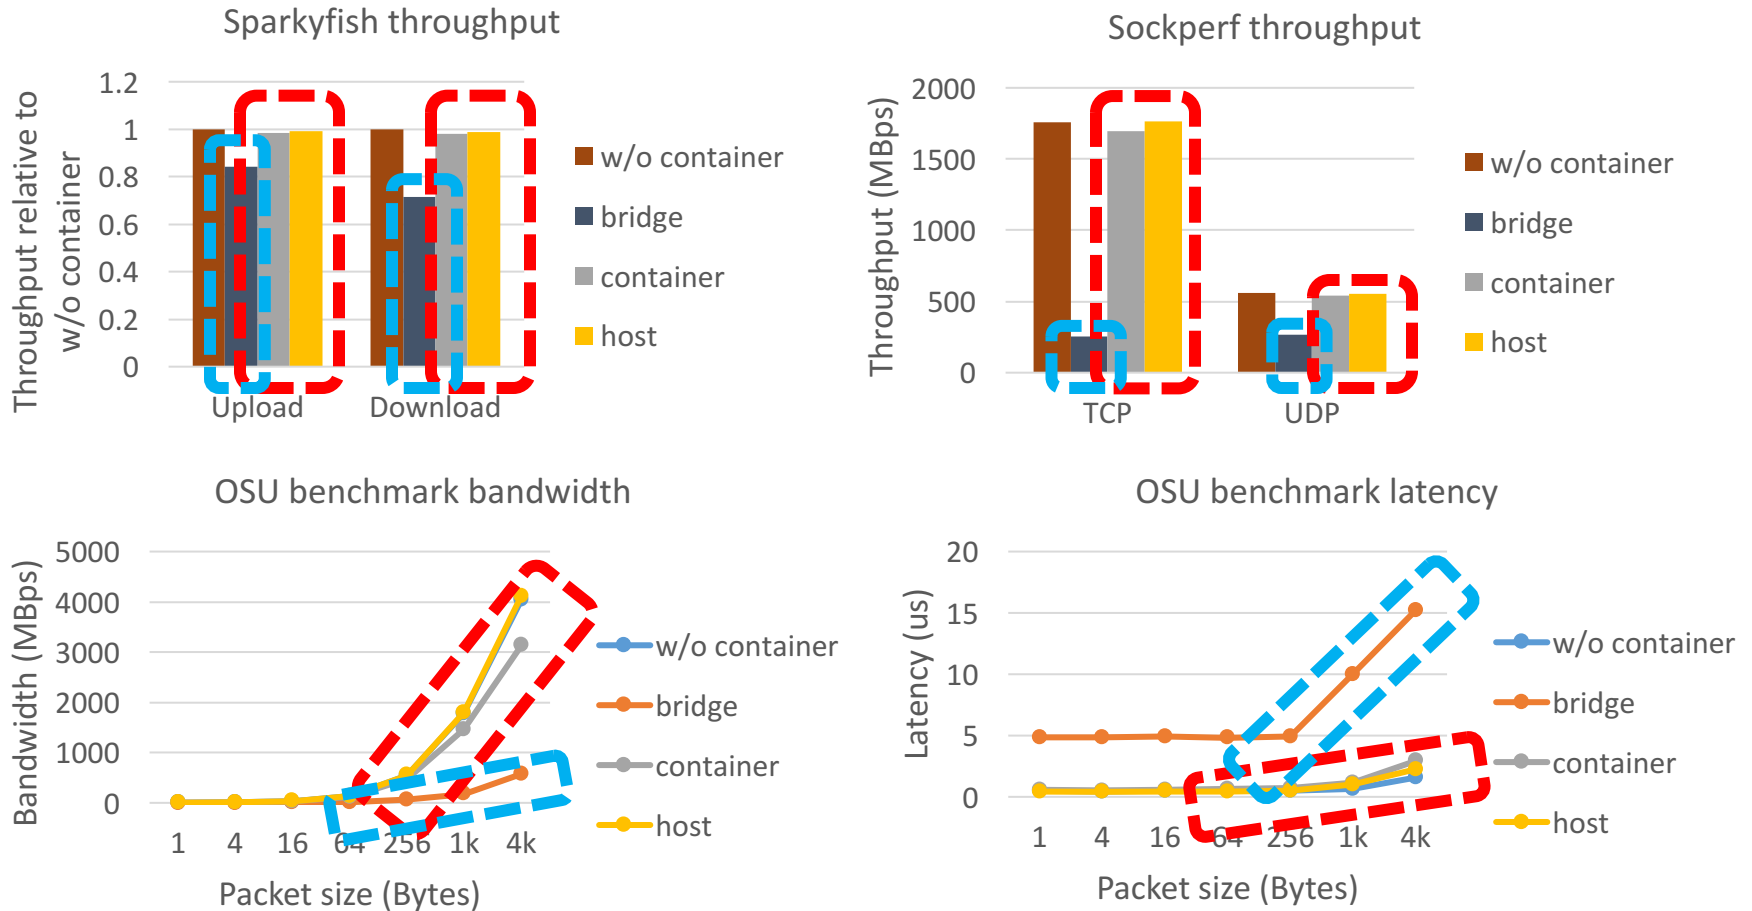 Sparkyfish throughput
Throughput relative to
w/o container
1.2
1
0.8
0.6
0.4
0.2
0
Upload
Download
w/o container
bridge
container
host
Sockperf throughput
Throughput (MBps)
2000
1500
1000
500
0
TCP
UDP
w/o container
bridge
container
host
OSU benchmark bandwidth
Bandwidth (MBps)
5000
4000
3000
2000
1000
0
1 4 16 64 256 1k 4k
Packet size (Bytes)
w/o container
bridge
container
host
OSU benchmark latency
Latency (us)
20
15
10
5
0
1 4 16 64 256 1k 4k
Packet size (Bytes)
w/o container
bridge
container
host